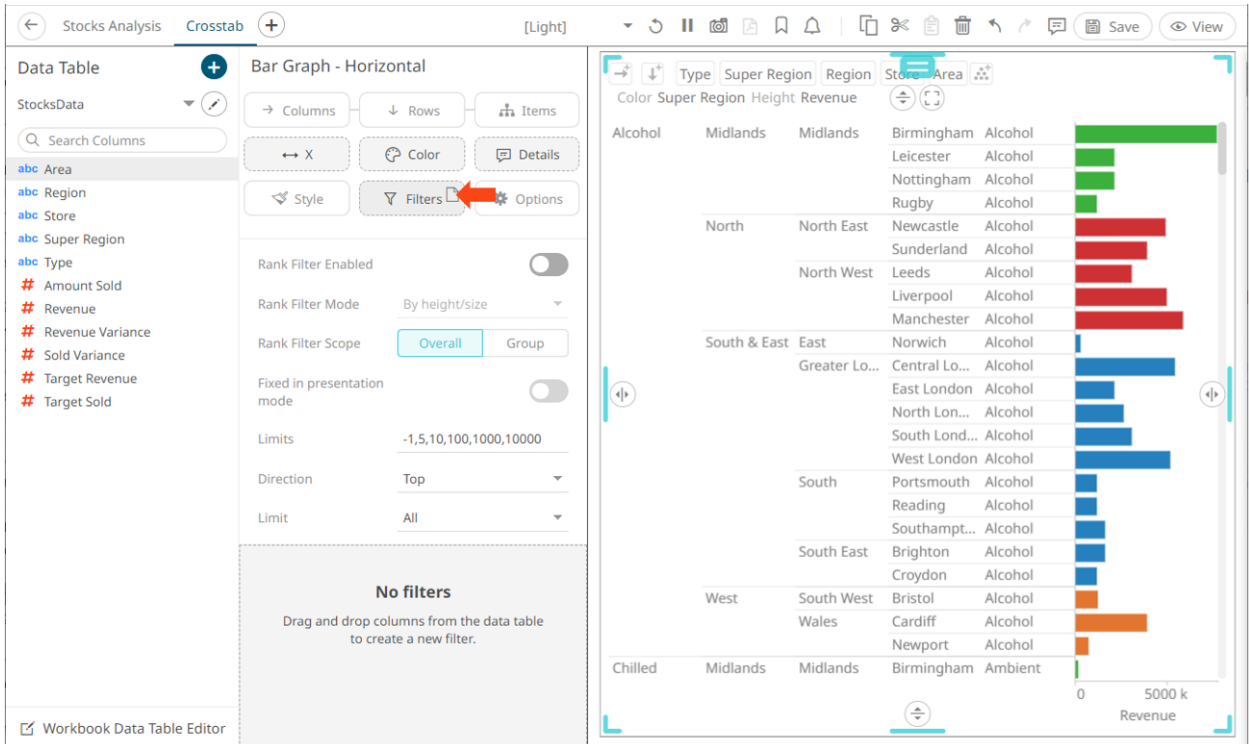 Stocks Analysis Crosstab + [Light] Save View
Data Table
StocksData
Search Columns
abc Area
abc Region
abc Store
abc Super Region
abc Type
# Amount Sold
# Revenue
# Revenue Variance
# Sold Variance
# Target Revenue
# Target Sold
Workbook Data Table Editor
Bar Graph - Horizontal
Columns Rows Items
X Color Details
Style Filters Options
Rank Filter Enabled
Rank Filter Mode By height/size
Rank Filter Scope Overall Group
Fixed in presentation
mode
Limits -1,5,10,100,1000,10000
Direction Top
Limit All
No filters
Drag and drop columns from the data table
to create a new filter.
Type Super Region Region Store Area
Color Super Region Height Revenue
Alcohol Midlands Midlands Birmingham Alcohol
Leicester Alcohol
Nottingham Alcohol
Rugby Alcohol
North North East Newcastle Alcohol
Sunderland Alcohol
North West Leeds Alcohol
Liverpool Alcohol
Manchester Alcohol
South & East East Norwich Alcohol
Greater Lo... Central Lo... Alcohol
East London Alcohol
North Lon... Alcohol
South Lond... Alcohol
West London Alcohol
South Portsmouth Alcohol
Reading Alcohol
Southampt... Alcohol
South East Brighton Alcohol
Croydon Alcohol
West South West Bristol Alcohol
Wales Cardiff Alcohol
Newport Alcohol
Chilled Midlands Midlands Birmingham Ambient
0 5000 k
Revenue